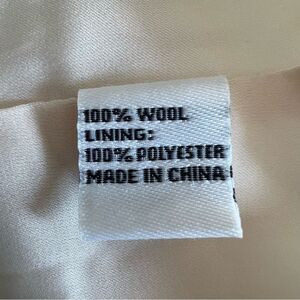 100% WOOL
LINING:
100% POLYESTER
MADE IN CHINA